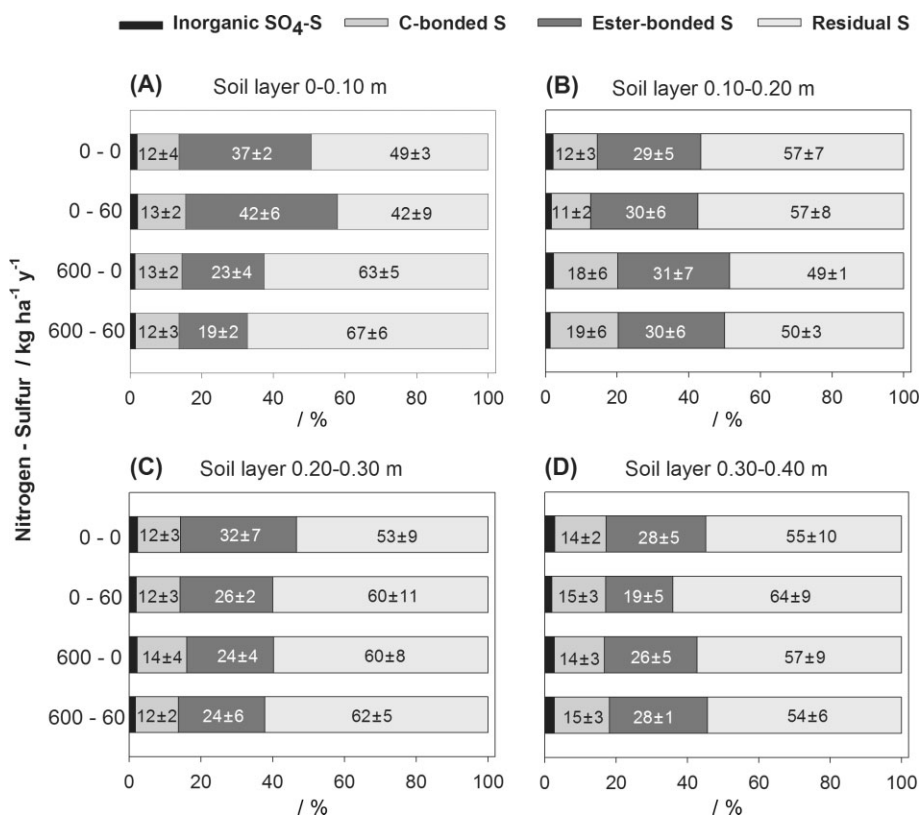 Inorganic SO4-S C-bonded S Ester-bonded S Residual S
(A) Soil layer 0-0.10 m
0 - 0 12±4 37±2 49±3
0 - 60 13±2 42±6 42±9
600 - 0 13±2 23±4 63±5
600 - 60 12±3 19±2 67±6
0 20 40 60 80 100
/ %
(B) Soil layer 0.10-0.20 m
12±3 29±5 57±7
11±2 30±6 57±8
18±6 31±7 49±1
19±6 30±6 50±3
0 20 40 60 80 100
/ %
Nitrogen - Sulfur / kg ha-1 y-1
(C) Soil layer 0.20-0.30 m
0 - 0 12±3 32±7 53±9
0 - 60 12±3 26±2 60±11
600 - 0 14±4 24±4 60±8
600 - 60 12±2 24±6 62±5
0 20 40 60 80 100
/ %
(D) Soil layer 0.30-0.40 m
14±2 28±5 55±10
15±3 19±5 64±9
14±3 26±5 57±9
15±3 28±1 54±6
0 20 40 60 80 100
/ %